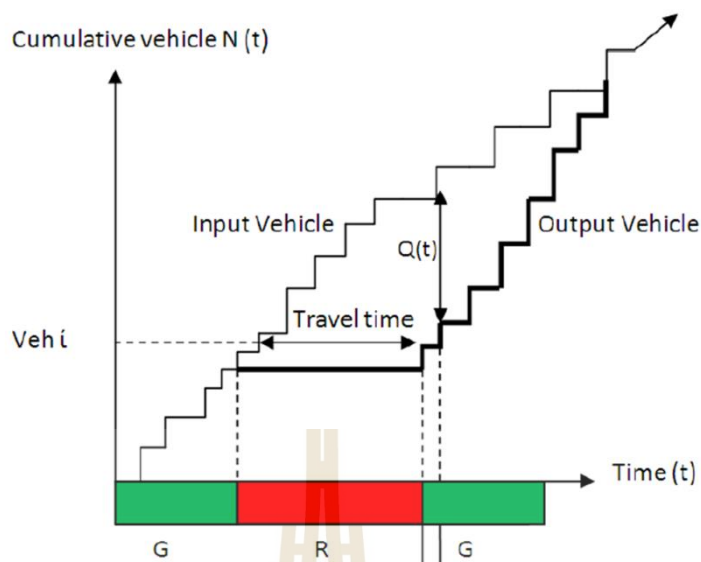 Cumulative vehicle N (t)
Input Vehicle
Output Vehicle
Q(t)
Travel time
Veh i
Time (t)
G
R
G